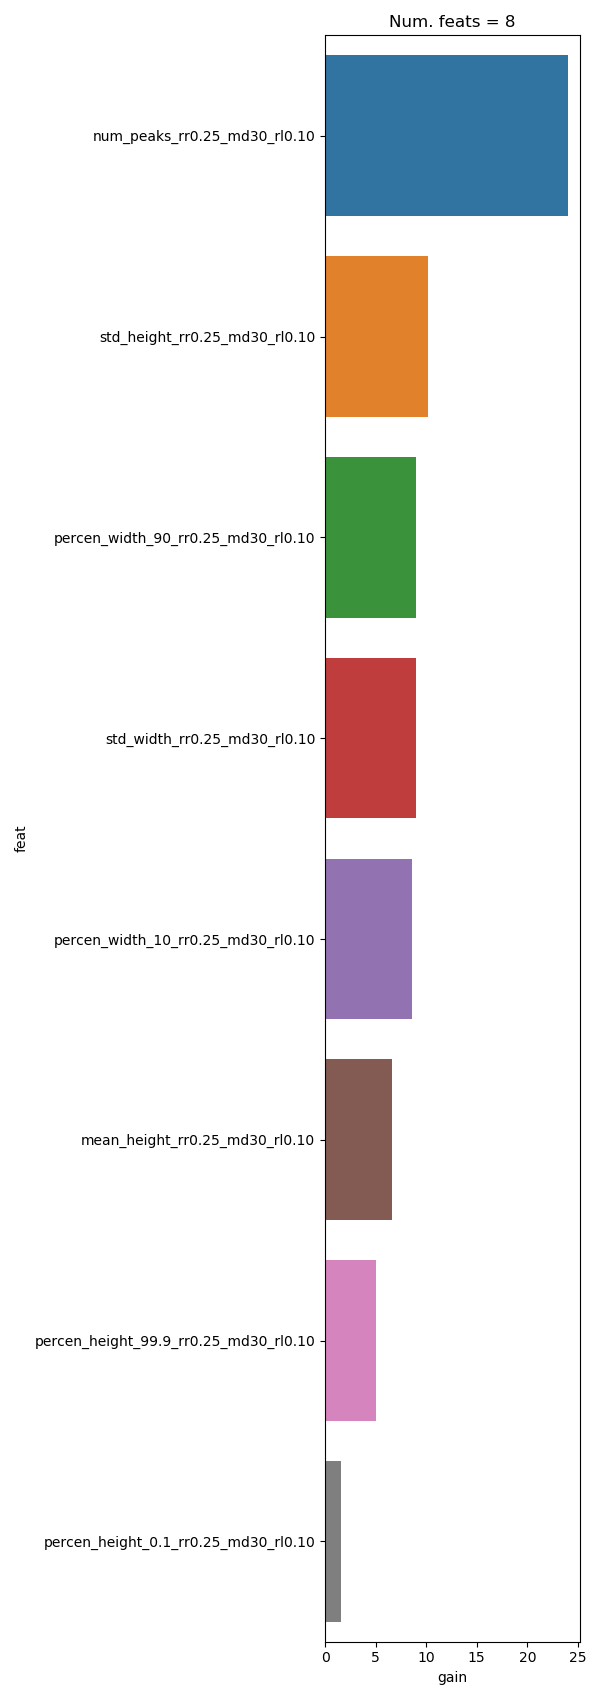 Num. feats = 8
num_peaks_rr0.25_md30_rl0.10
std_height_rr0.25_md30_rl0.10
percen_width_90_rr0.25_md30_rl0.10
std_width_rr0.25_md30_rl0.10
feat
percen_width_10_rr0.25_md30_rl0.10
mean_height_rr0.25_md30_rl0.10
percen_height_99.9_rr0.25_md30_rl0.10
percen_height_0.1_rr0.25_md30_rl0.10
0 5 10 15 20 25
gain